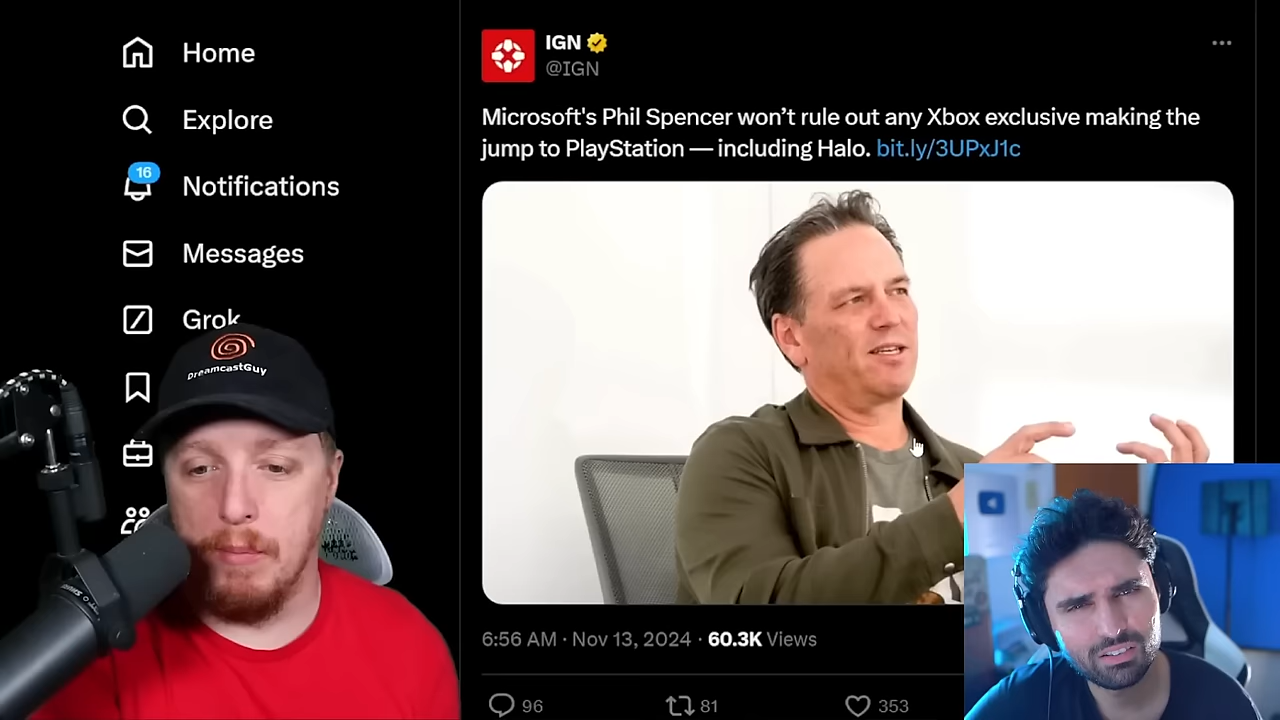 Home
Explore
16
Notifications
Messages
Grok
DreamcastGuy
IGN
@IGN
Microsoft's Phil Spencer won’t rule out any Xbox exclusive making the
jump to PlayStation — including Halo. bit.ly/3UPxJ1c
6:56 AM · Nov 13, 2024 · 60.3K Views
96
81
353